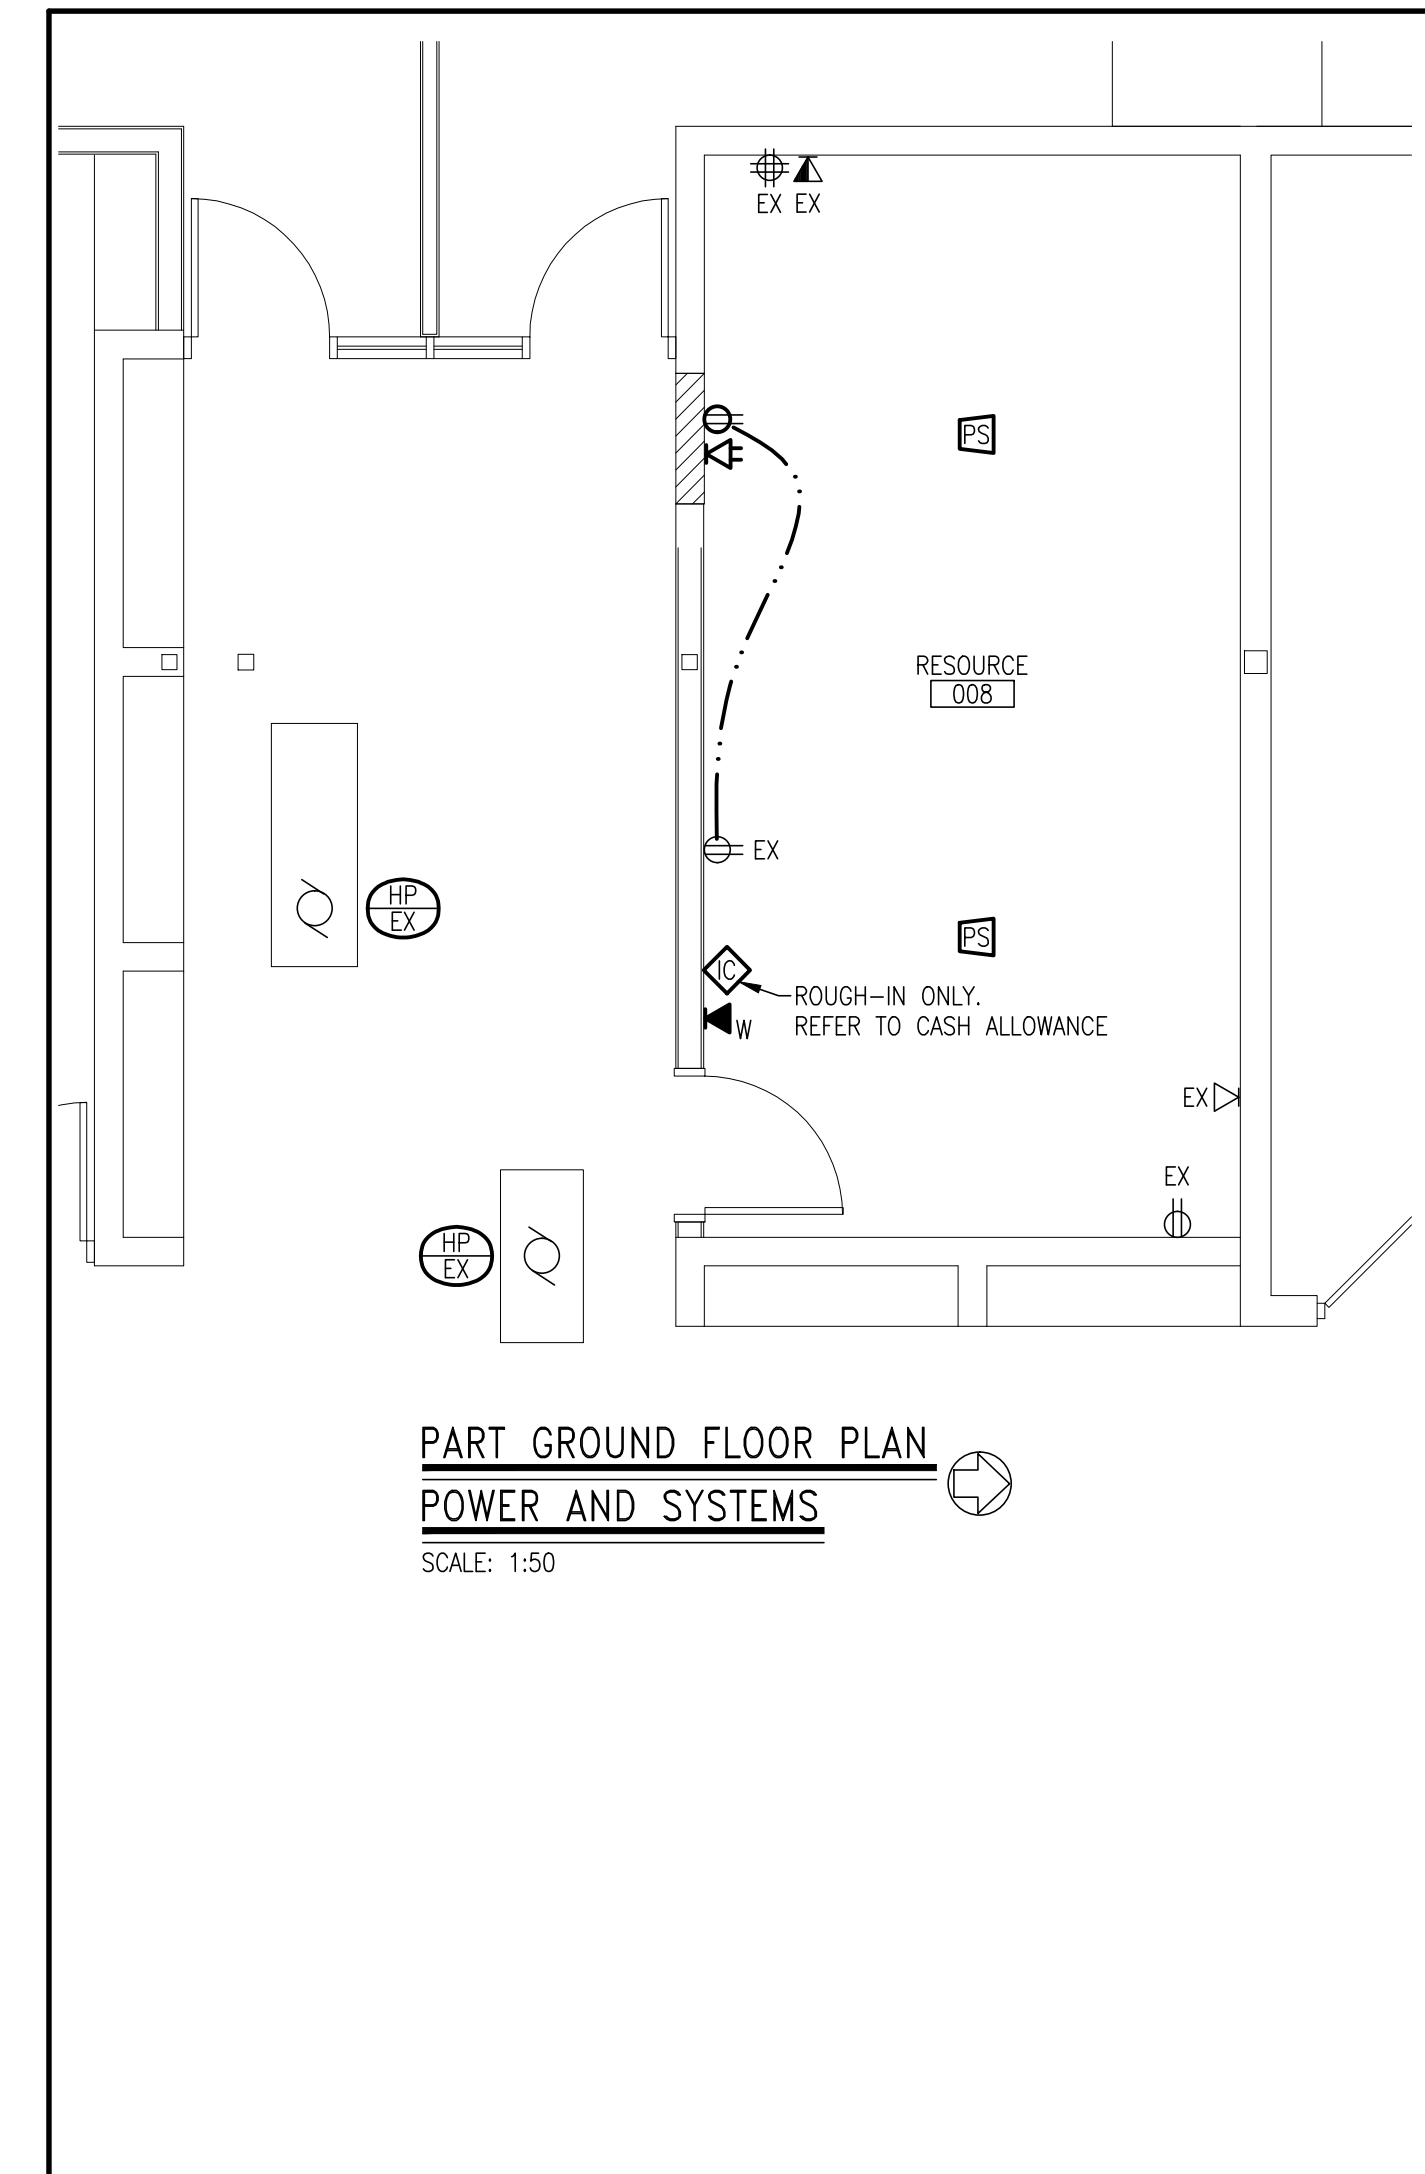 EX EX
PS
RESOURCE
008
EX
HP
EX
PS
IC
ROUGH-IN ONLY.
REFER TO CASH ALLOWANCE
W
EX
EX
HP
EX
PART GROUND FLOOR PLAN
POWER AND SYSTEMS
SCALE: 1:50